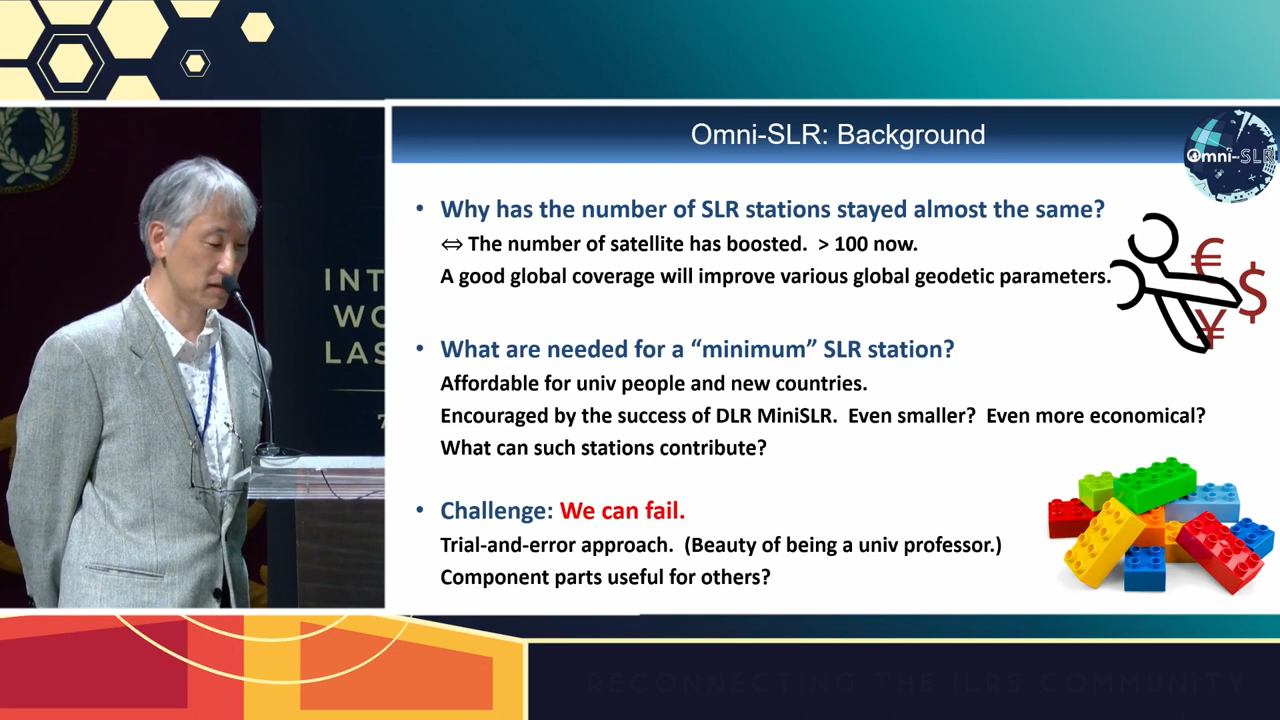 Omni-SLR: Background
Omni-SLR
• Why has the number of SLR stations stayed almost the same?
⇔ The number of satellite has boosted. > 100 now.
A good global coverage will improve various global geodetic parameters.
€
$
¥
• What are needed for a “minimum” SLR station?
Affordable for univ people and new countries.
Encouraged by the success of DLR MiniSLR. Even smaller? Even more economical?
What can such stations contribute?
• Challenge: We can fail.
Trial-and-error approach. (Beauty of being a univ professor.)
Component parts useful for others?
INT
WO
LAS
7
RECONNECTING THE ILRS COMMUNITY